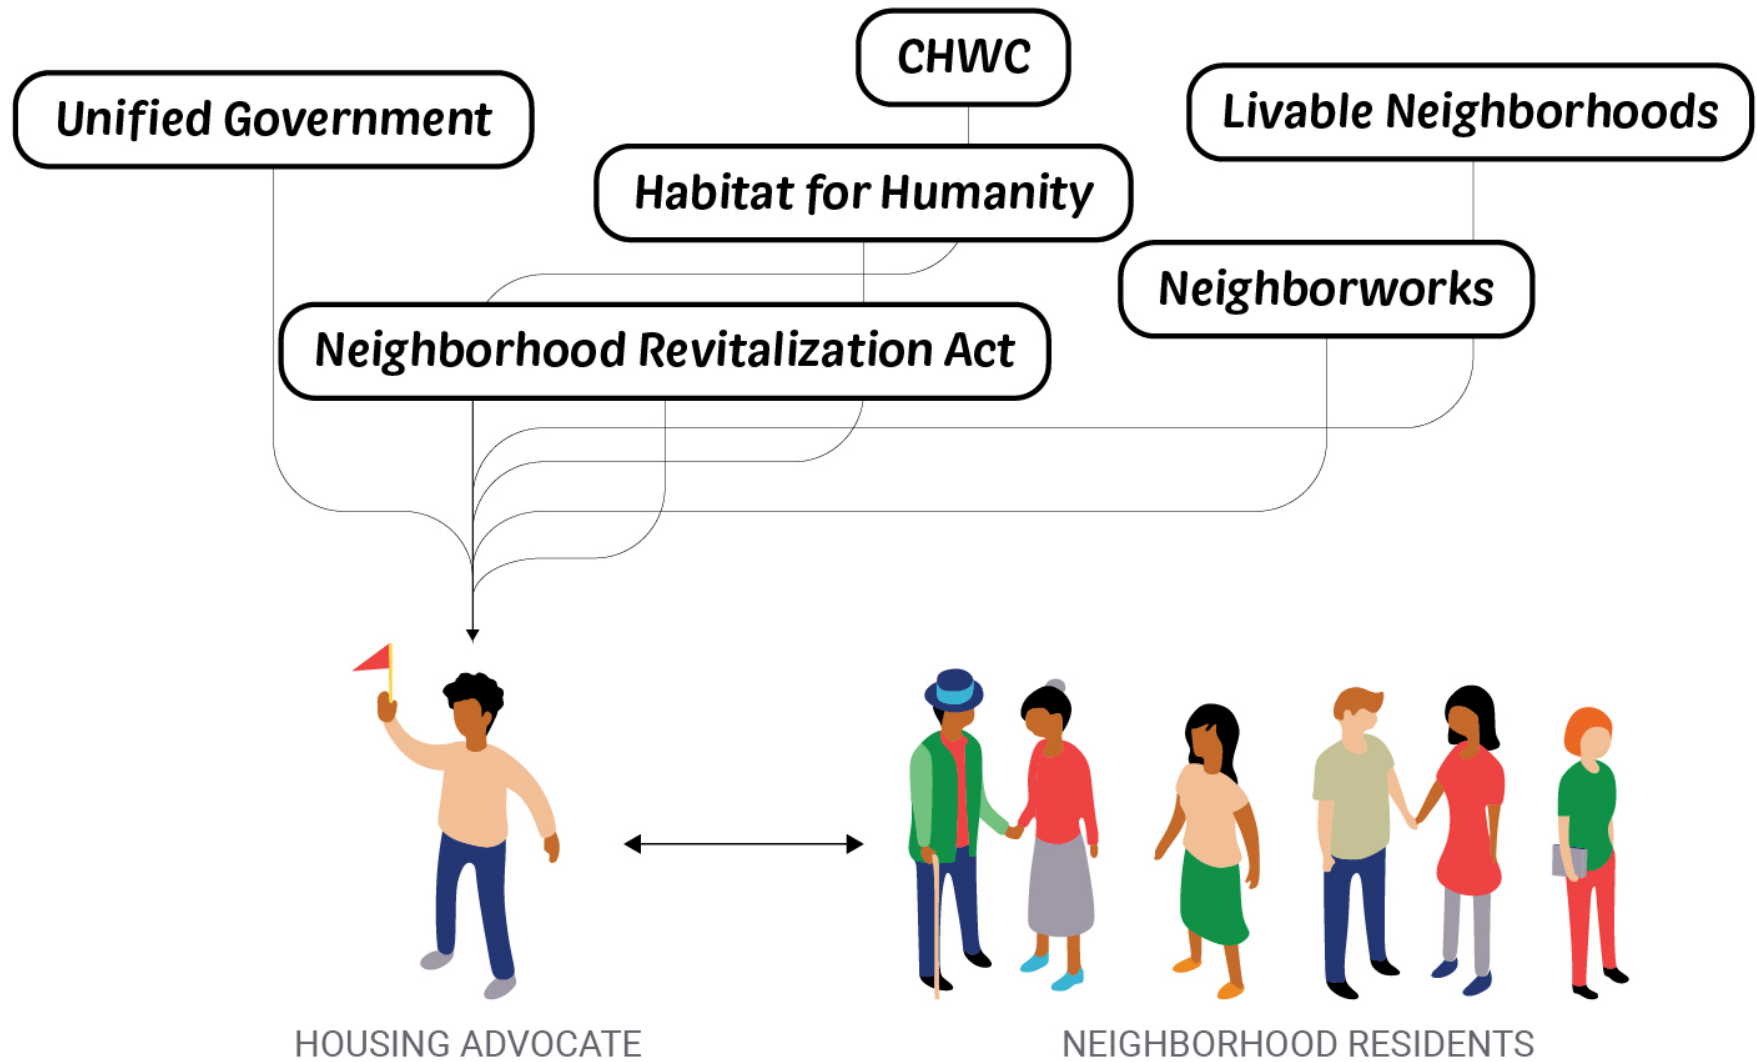 CHWC
Unified Government
Livable Neighborhoods
Habitat for Humanity
Neighborworks
Neighborhood Revitalization Act
HOUSING ADVOCATE
NEIGHBORHOOD RESIDENTS